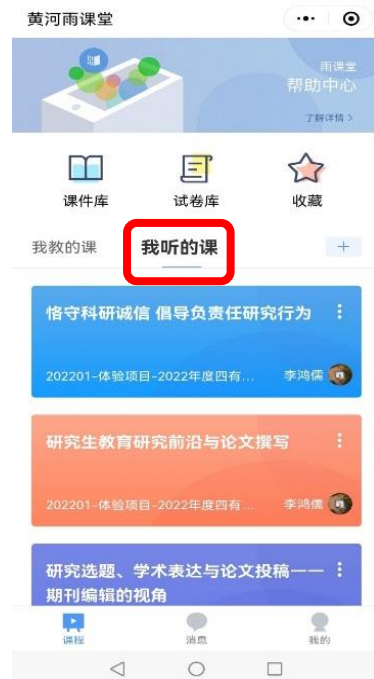 黄河雨课堂
雨课堂
帮助中心
了解详情 >
课件库 试卷库 收藏
我教的课 我听的课 +
恪守科研诚信 倡导负责任研究行为
202201-体验项目-2022年度四有... 李鸿儒
研究生教育研究前沿与论文撰写
202201-体验项目-2022年度四有... 李鸿儒
研究选题、学术表达与论文投稿——
期刊编辑的视角
课程 消息 我的